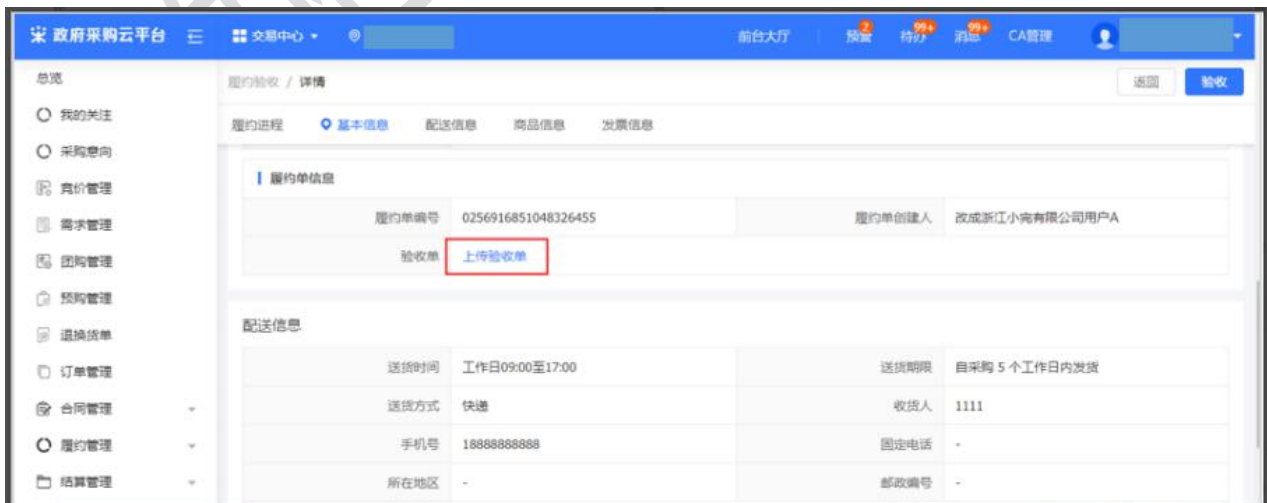 政府采购云平台 交易中心 前台大厅 预警 2 待办 99+ 消息 99+ CA管理
总览
履约验收 / 详情 返回 验收
我的关注
履约进程 基本信息 配送信息 商品信息 发票信息
采购意向
竞价管理
履约单信息
需求管理
履约单编号 0256916851048326455 履约单创建人 改成浙江小完有限公司用户A
团购管理
验收单 上传验收单
预购管理
退换货单
配送信息
订单管理
送货时间 工作日09:00至17:00 送货期限 自采购 5 个工作日内发货
合同管理
送货方式 快递 收货人 1111
履约管理
手机号 18888888888 固定电话 -
结算管理
所在地区 - 邮政编号 -